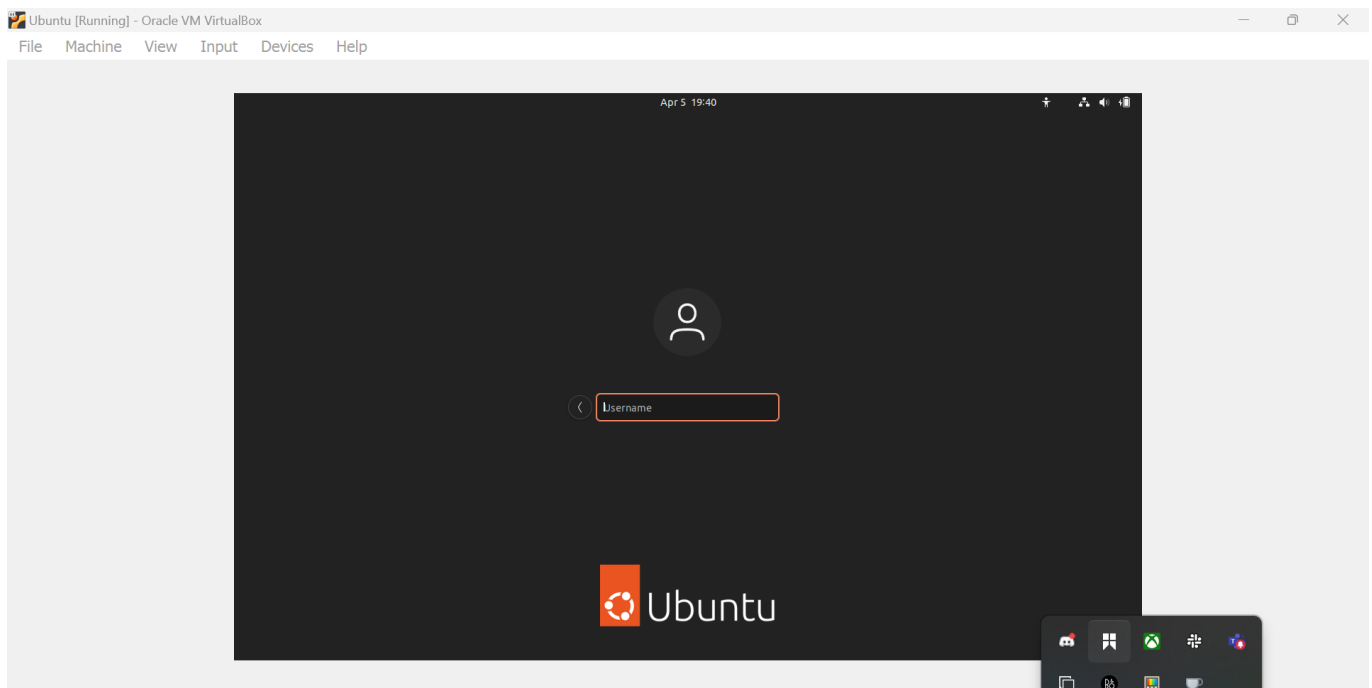 Ubuntu [Running] - Oracle VM VirtualBox
File Machine View Input Devices Help
Apr 5 19:40
Username
Ubuntu